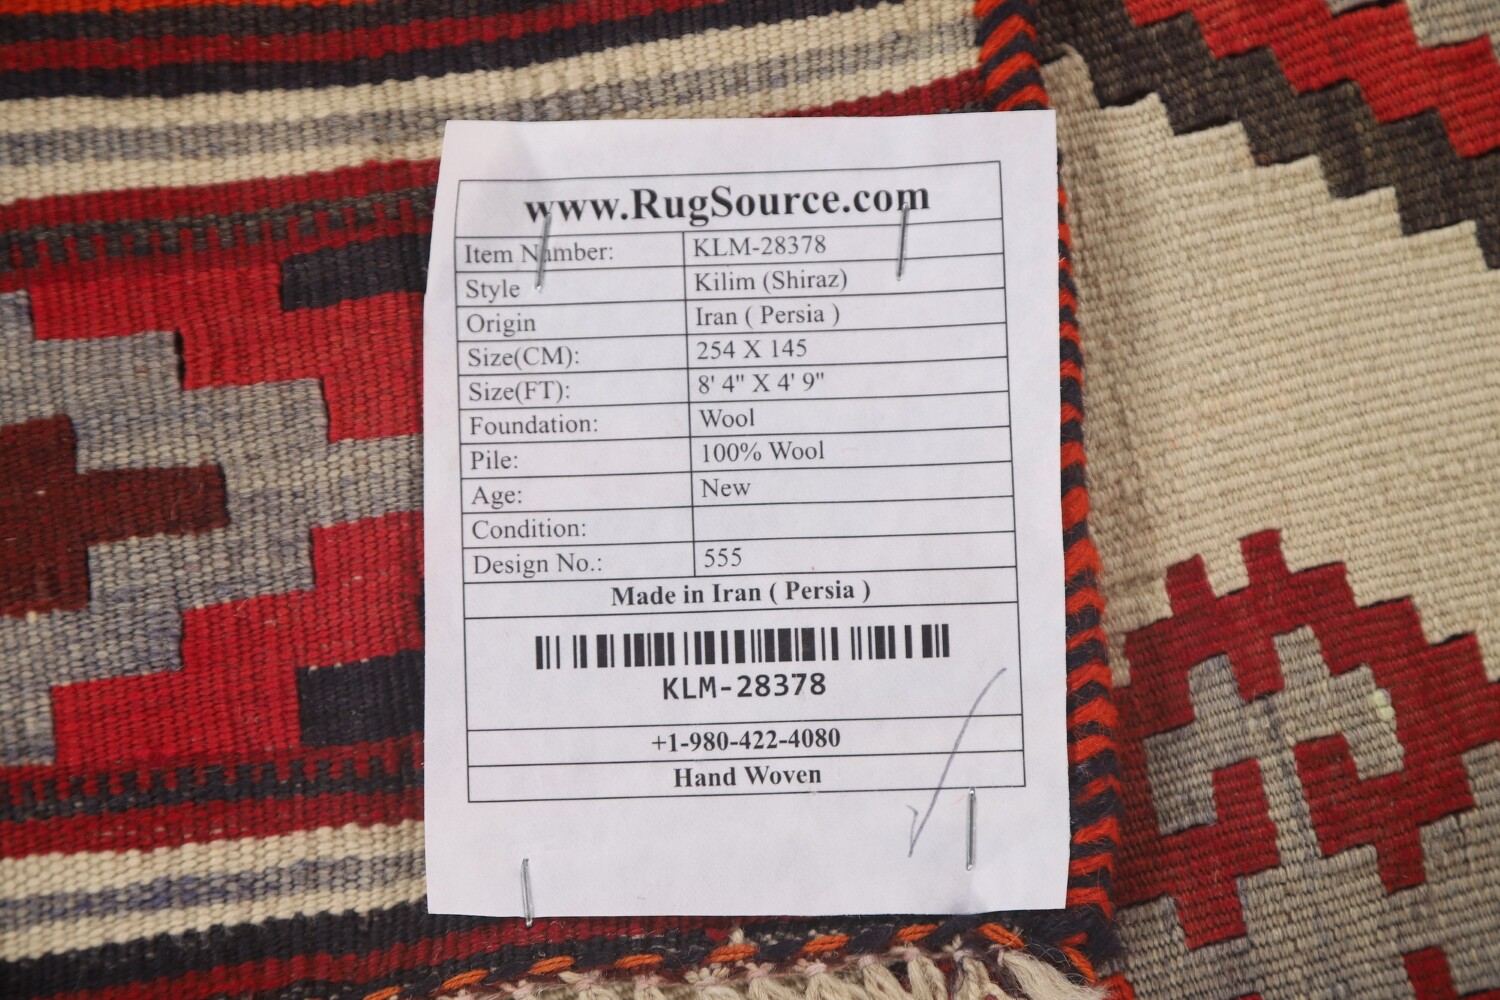 www.RugSource.com
Item Number: KLM-28378
Style Kilim (Shiraz)
Origin Iran ( Persia )
Size(CM): 254 X 145
Size(FT): 8' 4" X 4' 9"
Foundation: Wool
Pile: 100% Wool
Age: New
Condition:
Design No.: 555
Made in Iran ( Persia )
KLM-28378
+1-980-422-4080
Hand Woven